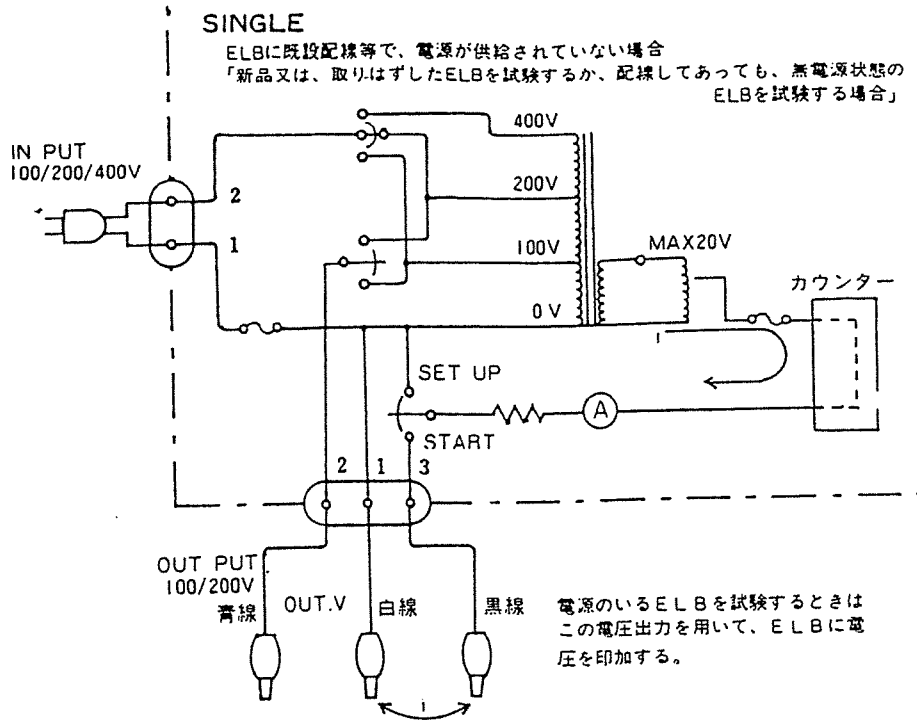 SINGLE
ELBに既設配線等で、電源が供給されていない場合
「新品又は、取りはずしたELBを試験するか、配線してあっても、無電源状態の
ELBを試験する場合」
IN PUT
100/200/400V
2
1
400V
200V
100V
0V
MAX20V
カウンター
i
SET UP
A
START
2 1 3
OUT PUT
100/200V
青線 OUT.V 白線 黒線
電源のいるELBを試験するときは
この電圧出力を用いて、ELBに電
圧を印加する。
i